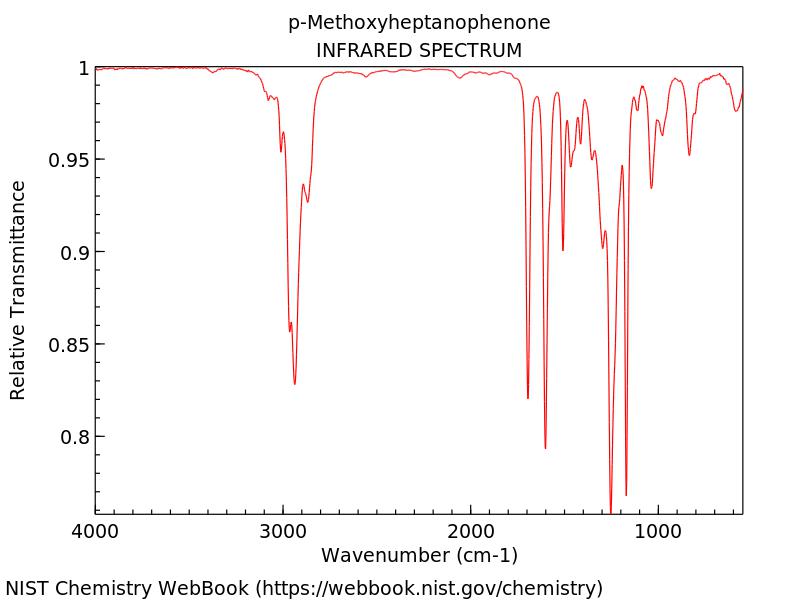 p-Methoxyheptanophenone
INFRARED SPECTRUM
1
0.95
0.9
0.85
0.8
Relative Transmittance
4000 3000 2000 1000
Wavenumber (cm-1)
NIST Chemistry WebBook (https://webbook.nist.gov/chemistry)